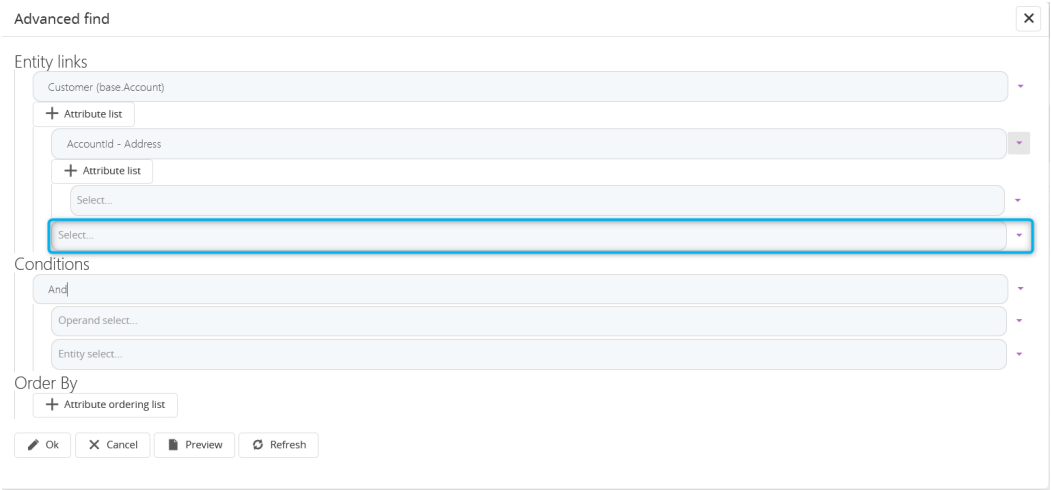 Advanced find
Entity links
Customer (base.Account)
Attribute list
AccountId - Address
Attribute list
Select...
Select...
Conditions
And
Operand select...
Entity select...
Order By
Attribute ordering list
Ok Cancel Preview Refresh